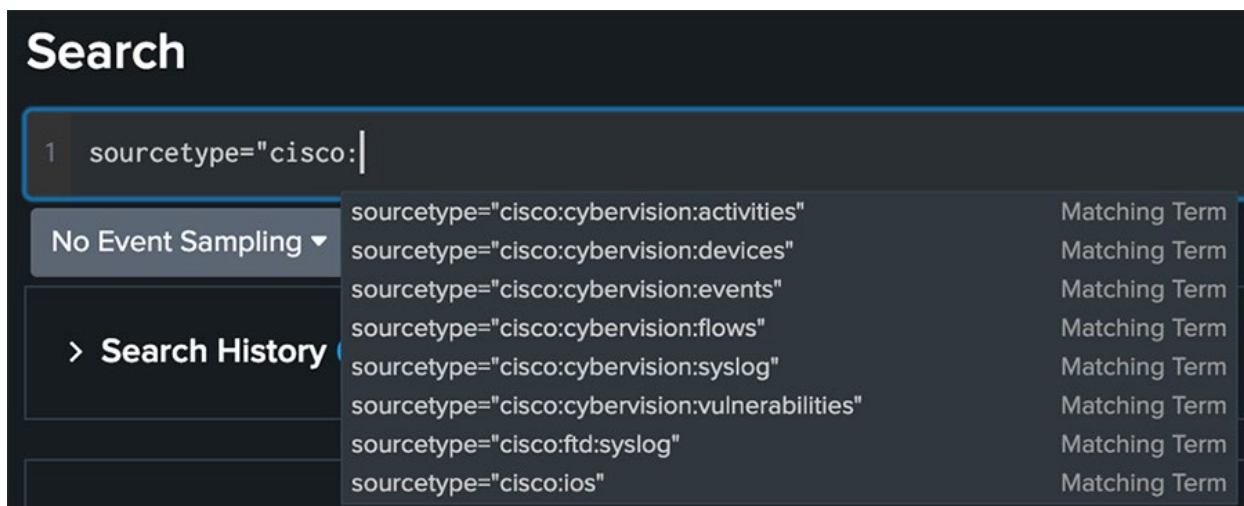 Search
1 sourcetype="cisco:
sourcetype="cisco:cybervision:activities" Matching Term
No Event Sampling ▾
sourcetype="cisco:cybervision:devices" Matching Term
sourcetype="cisco:cybervision:events" Matching Term
sourcetype="cisco:cybervision:flows" Matching Term
> Search History
sourcetype="cisco:cybervision:syslog" Matching Term
sourcetype="cisco:cybervision:vulnerabilities" Matching Term
sourcetype="cisco:ftd:syslog" Matching Term
sourcetype="cisco:ios" Matching Term